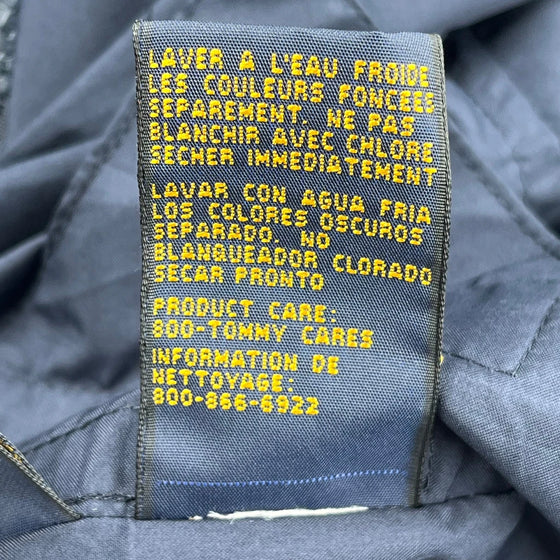 LAVER A L'EAU FROIDE
LES COULEURS FONCEES
SEPAREMENT. NE PAS
BLANCHIR AVEC CHLORE
SECHER IMMEDIATEMENT
LAVAR CON AGUA FRIA
LOS COLORES OSCUROS
SEPARADO. NO
BLANQUEADOR CLORADO
SECAR PRONTO
PRODUCT CARE:
800-TOMMY CARES
INFORMATION DE
NETTOYAGE:
800-866-6922